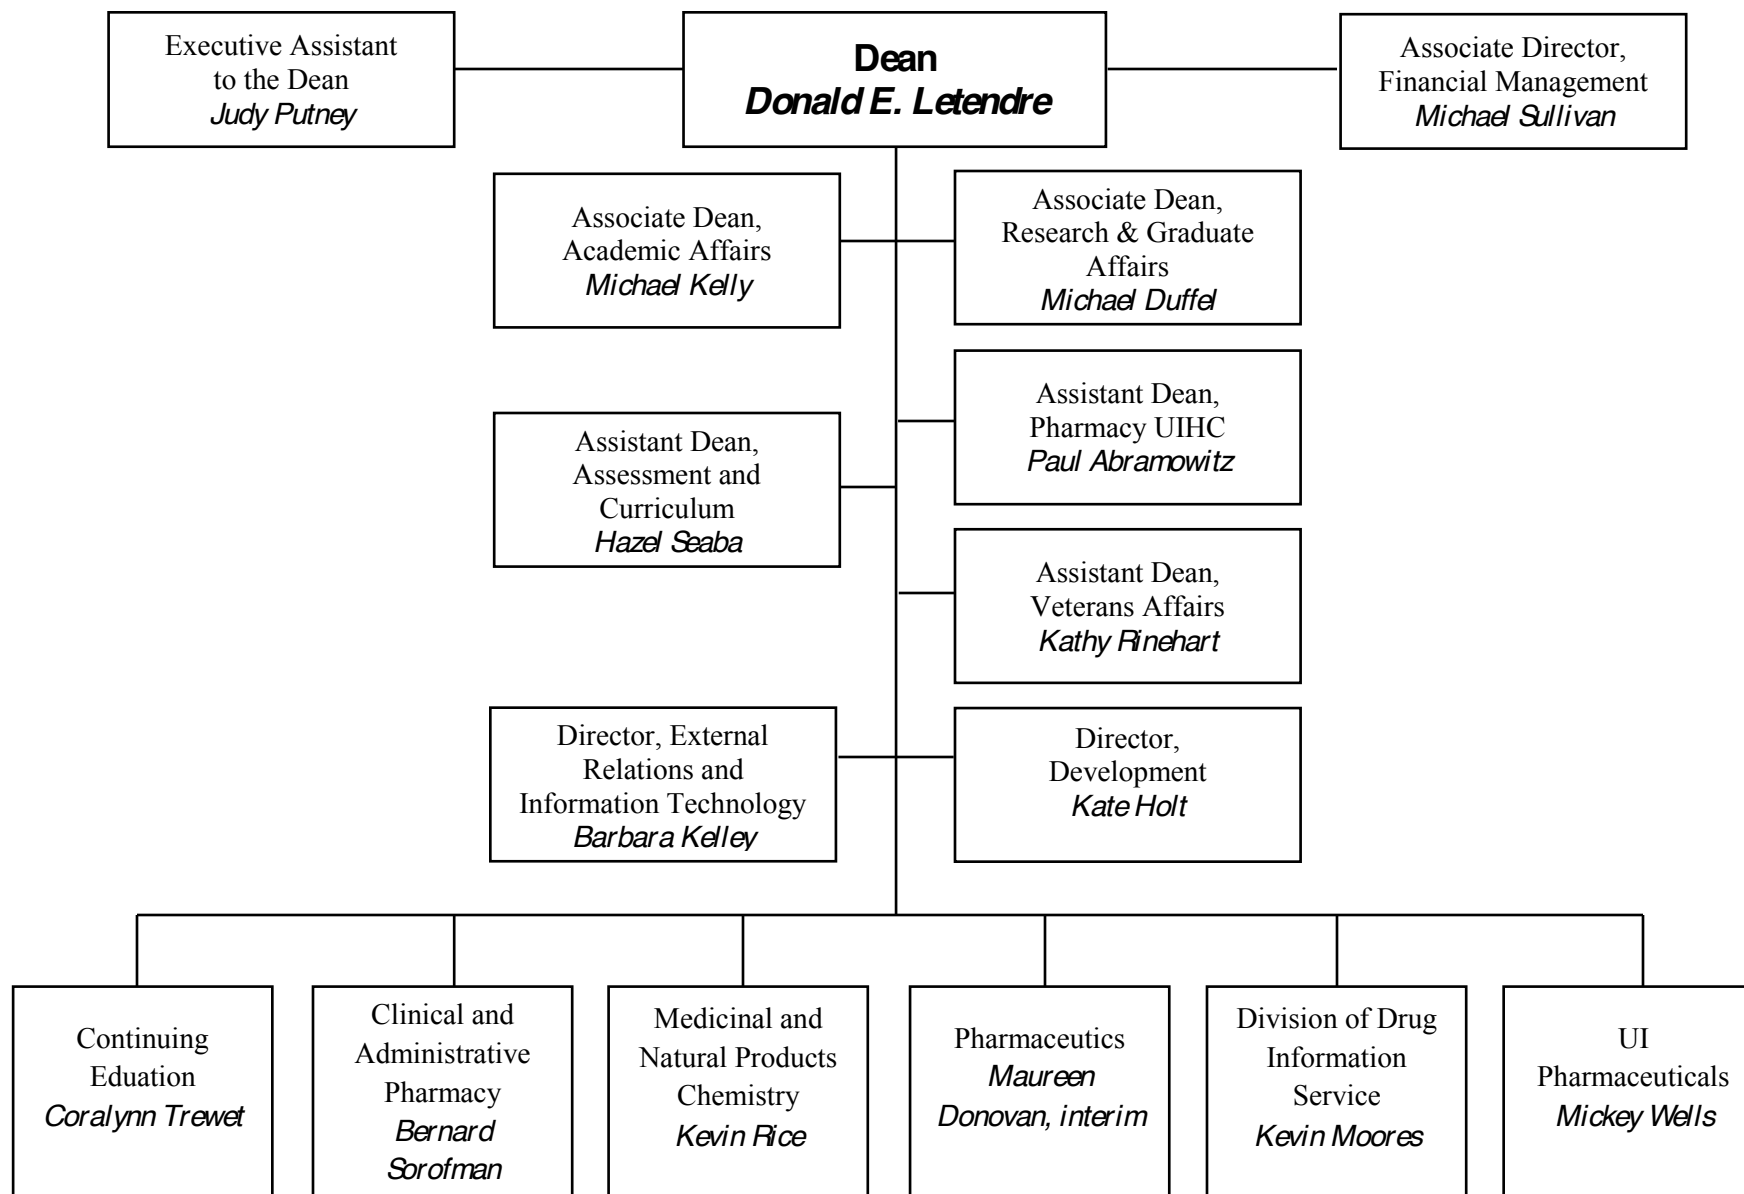 Executive Assistant
to the Dean
Judy Putney
Dean
Donald E. Letendre
Associate Director,
Financial Management
Michael Sullivan
Associate Dean,
Academic Affairs
Michael Kelly
Associate Dean,
Research & Graduate
Affairs
Michael Duffel
Assistant Dean,
Pharmacy UIHC
Paul Abramowitz
Assistant Dean,
Assessment and
Curriculum
Hazel Seaba
Assistant Dean,
Veterans Affairs
Kathy Rinehart
Director, External
Relations and
Information Technology
Barbara Kelley
Director,
Development
Kate Holt
Continuing
Eduation
Coralynn Trewet
Clinical and
Administrative
Pharmacy
Bernard
Sorofman
Medicinal and
Natural Products
Chemistry
Kevin Rice
Pharmaceutics
Maureen
Donovan, interim
Division of Drug
Information
Service
Kevin Moores
UI
Pharmaceuticals
Mickey Wells